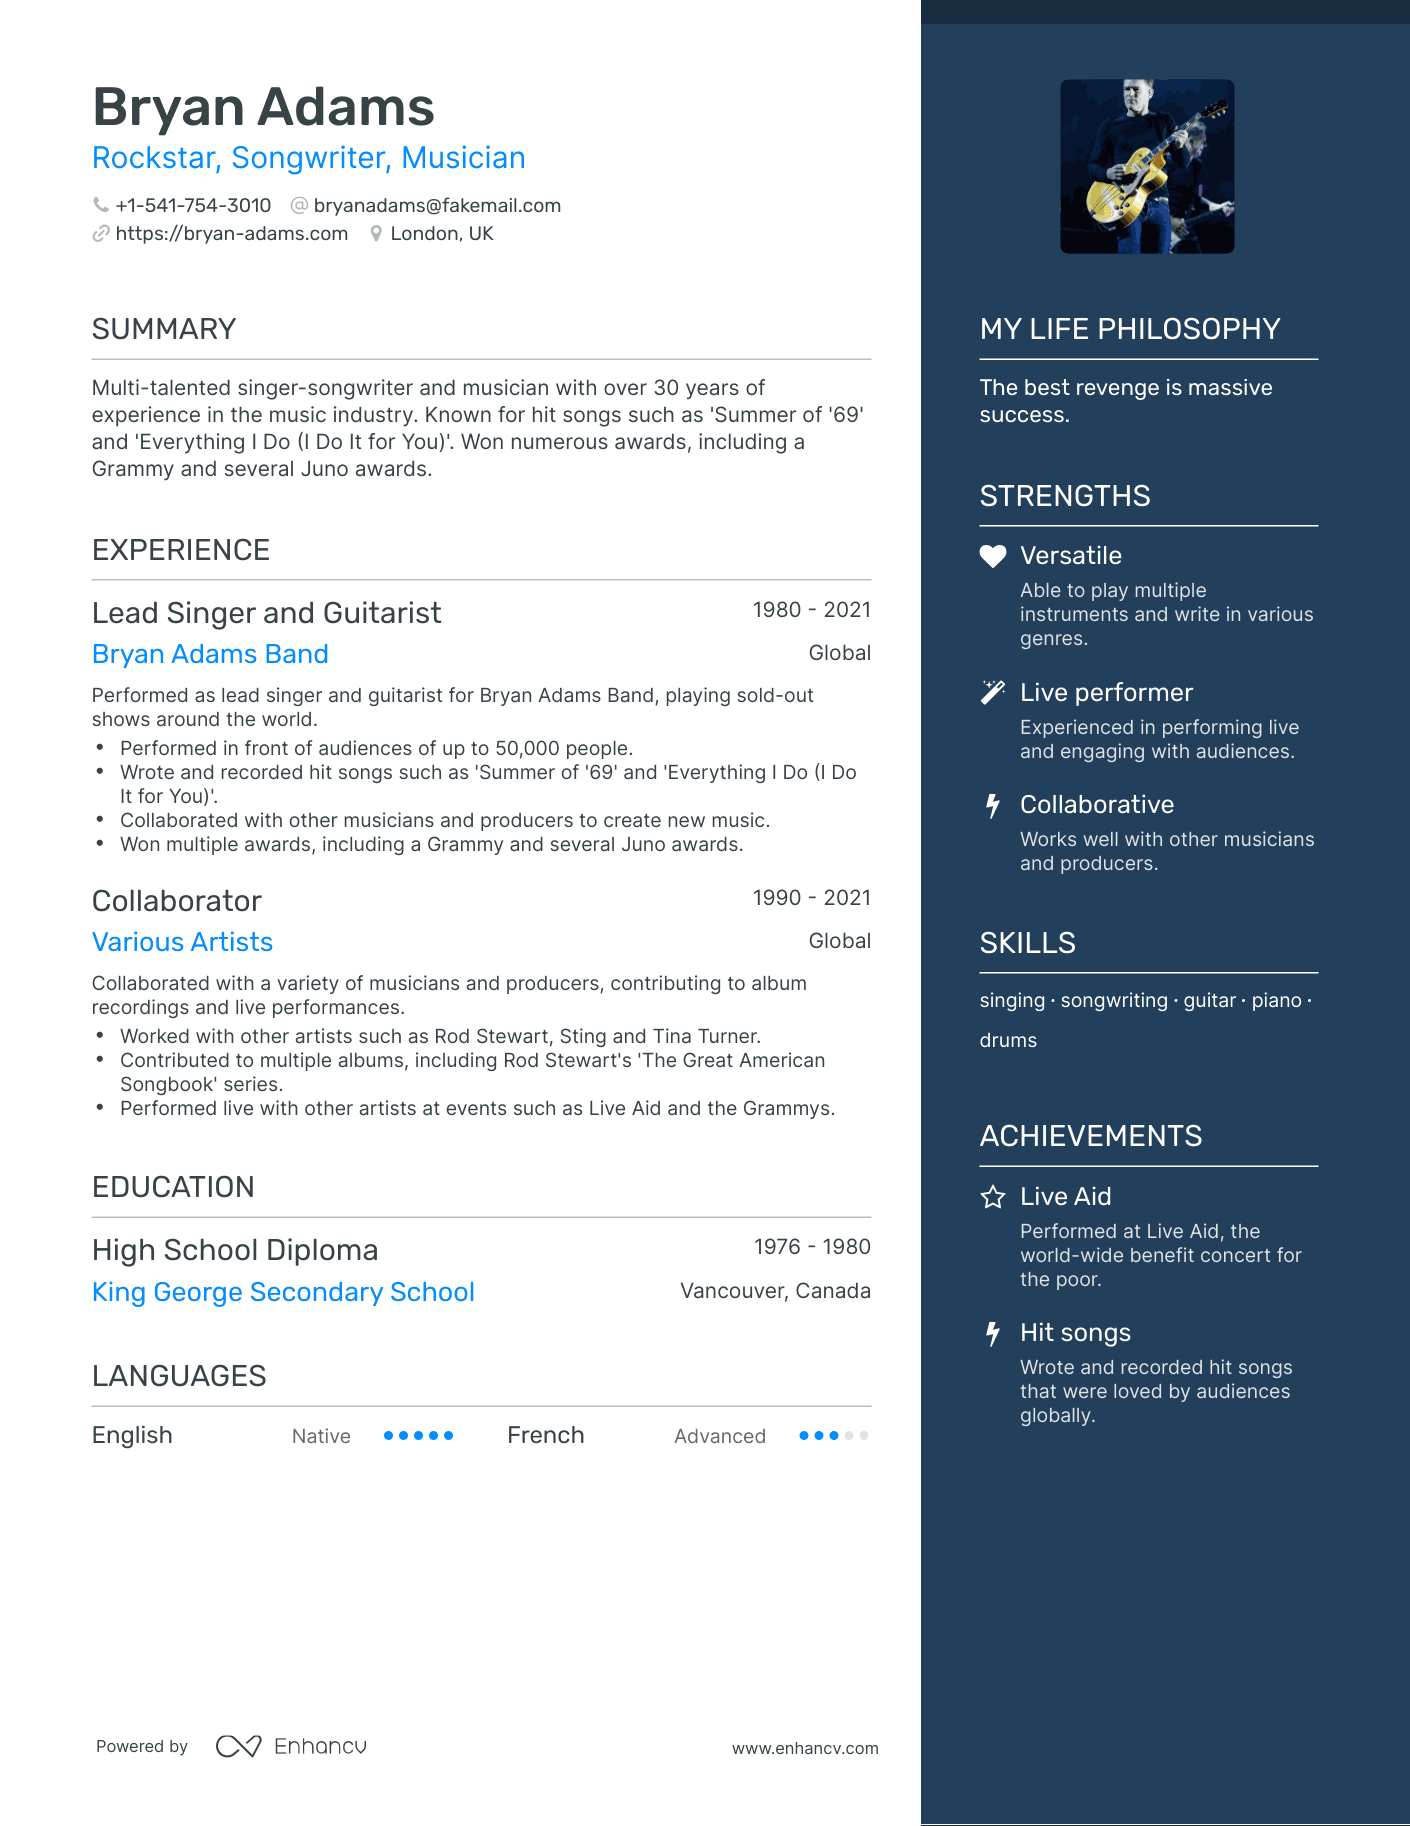 Bryan Adams
Rockstar, Songwriter, Musician
+1-541-754-3010 bryanadams@fakemail.com
https://bryan-adams.com London, UK
SUMMARY
Multi-talented singer-songwriter and musician with over 30 years of
experience in the music industry. Known for hit songs such as 'Summer of '69'
and 'Everything I Do (I Do It for You)'. Won numerous awards, including a
Grammy and several Juno awards.
EXPERIENCE
Lead Singer and Guitarist 1980 - 2021
Bryan Adams Band Global
Performed as lead singer and guitarist for Bryan Adams Band, playing sold-out
shows around the world.
• Performed in front of audiences of up to 50,000 people.
• Wrote and recorded hit songs such as 'Summer of '69' and 'Everything I Do (I Do
It for You)'.
• Collaborated with other musicians and producers to create new music.
• Won multiple awards, including a Grammy and several Juno awards.
Collaborator 1990 - 2021
Various Artists Global
Collaborated with a variety of musicians and producers, contributing to album
recordings and live performances.
• Worked with other artists such as Rod Stewart, Sting and Tina Turner.
• Contributed to multiple albums, including Rod Stewart's 'The Great American
Songbook' series.
• Performed live with other artists at events such as Live Aid and the Grammys.
EDUCATION
High School Diploma 1976 - 1980
King George Secondary School Vancouver, Canada
LANGUAGES
English Native French Advanced
MY LIFE PHILOSOPHY
The best revenge is massive
success.
STRENGTHS
Versatile
Able to play multiple
instruments and write in various
genres.
Live performer
Experienced in performing live
and engaging with audiences.
Collaborative
Works well with other musicians
and producers.
SKILLS
singing · songwriting · guitar · piano ·
drums
ACHIEVEMENTS
Live Aid
Performed at Live Aid, the
world-wide benefit concert for
the poor.
Hit songs
Wrote and recorded hit songs
that were loved by audiences
globally.
Powered by Enhancv www.enhancv.com